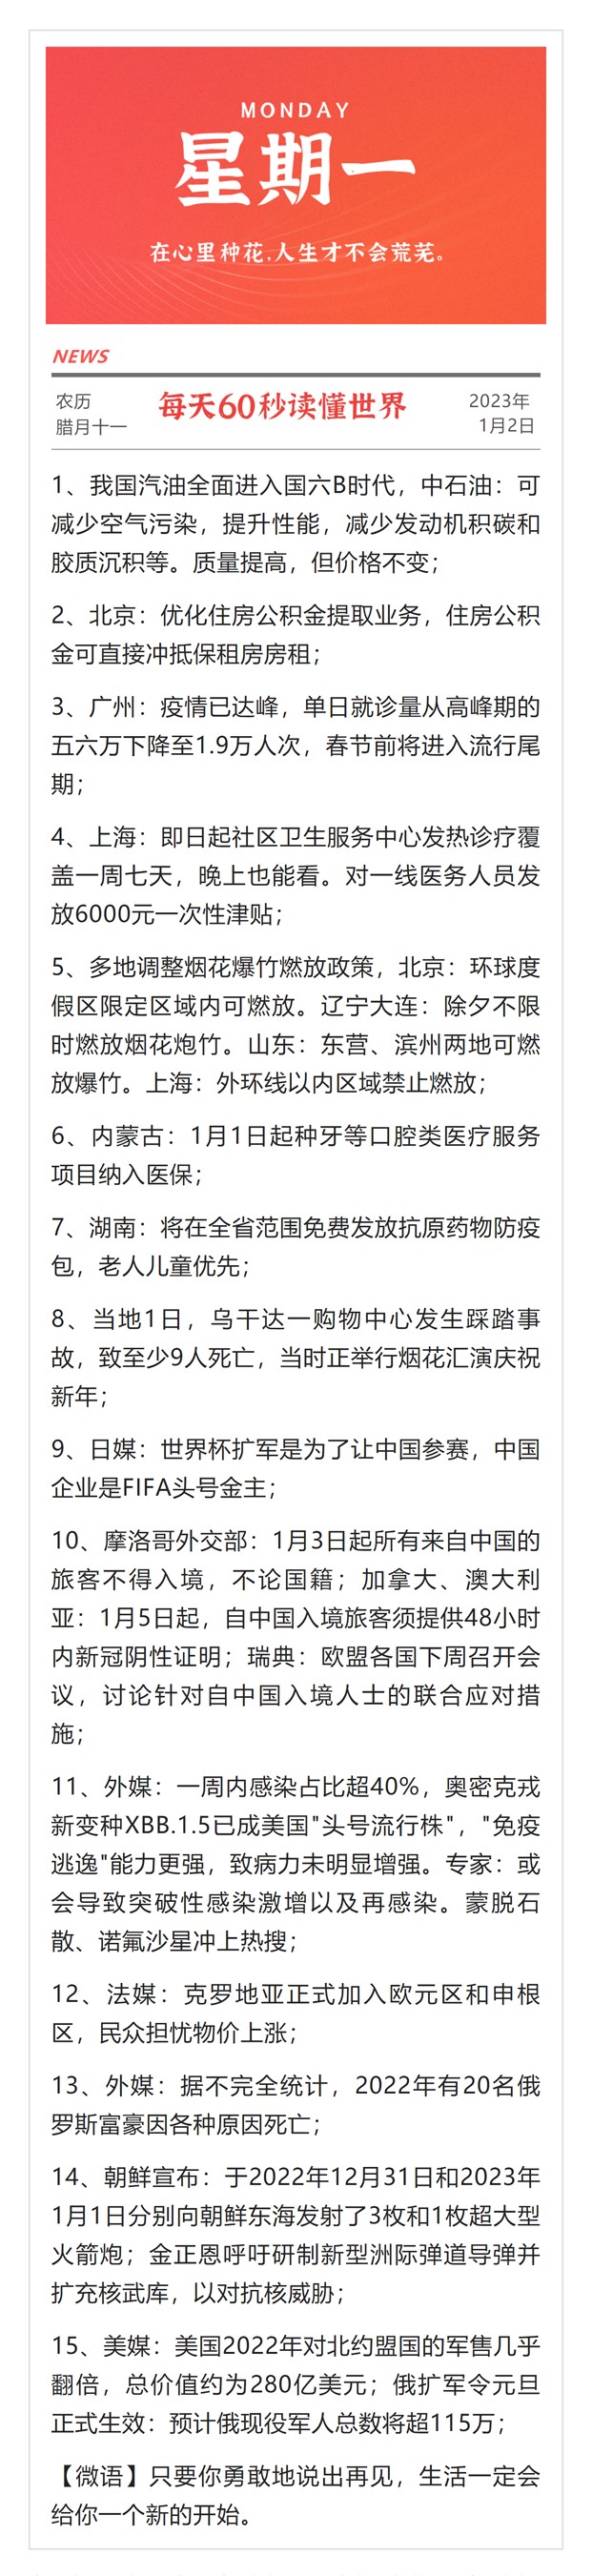 MONDAY
星期一
在心里种花，人生才不会荒芜。
NEWS
农历
腊月十一
每天60秒读懂世界
2023年
1月2日
1、我国汽油全面进入国六B时代，中石油：可
减少空气污染，提升性能，减少发动机积碳和
胶质沉积等。质量提高，但价格不变；
2、北京：优化住房公积金提取业务，住房公积
金可直接冲抵保租房房租；
3、广州：疫情已达峰，单日就诊量从高峰期的
五六万下降至1.9万人次，春节前将进入流行尾
期；
4、上海：即日起社区卫生服务中心发热诊疗覆
盖一周七天，晚上也能看。对一线医务人员发
放6000元一次性津贴；
5、多地调整烟花爆竹燃放政策，北京：环球度
假区限定区域内可燃放。辽宁大连：除夕不限
时燃放烟花炮竹。山东：东营、滨州两地可燃
放爆竹。上海：外环线以内区域禁止燃放；
6、内蒙古：1月1日起种牙等口腔类医疗服务
项目纳入医保；
7、湖南：将在全省范围免费发放抗原药物防疫
包，老人儿童优先；
8、当地1日，乌干达一购物中心发生踩踏事
故，致至少9人死亡，当时正举行烟花汇演庆祝
新年；
9、日媒：世界杯扩军是为了让中国参赛，中国
企业是FIFA头号金主；
10、摩洛哥外交部：1月3日起所有来自中国的
旅客不得入境，不论国籍；加拿大、澳大利
亚：1月5日起，自中国入境旅客须提供48小时
内新冠阴性证明；瑞典：欧盟各国下周召开会
议，讨论针对自中国入境人士的联合应对措
施；
11、外媒：一周内感染占比超40%，奥密克戎
新变种XBB.1.5已成美国"头号流行株"，"免疫
逃逸"能力更强，致病力未明显增强。专家：或
会导致突破性感染激增以及再感染。蒙脱石
散、诺氟沙星冲上热搜；
12、法媒：克罗地亚正式加入欧元区和申根
区，民众担忧物价上涨；
13、外媒：据不完全统计，2022年有20名俄
罗斯富豪因各种原因死亡；
14、朝鲜宣布：于2022年12月31日和2023年
1月1日分别向朝鲜东海发射了3枚和1枚超大型
火箭炮；金正恩呼吁研制新型洲际弹道导弹并
扩充核武库，以对抗核威胁；
15、美媒：美国2022年对北约盟国的军售几乎
翻倍，总价值约为280亿美元；俄扩军令元旦
正式生效：预计俄现役军人总数将超115万；
【微语】只要你勇敢地说出再见，生活一定会
给你一个新的开始。